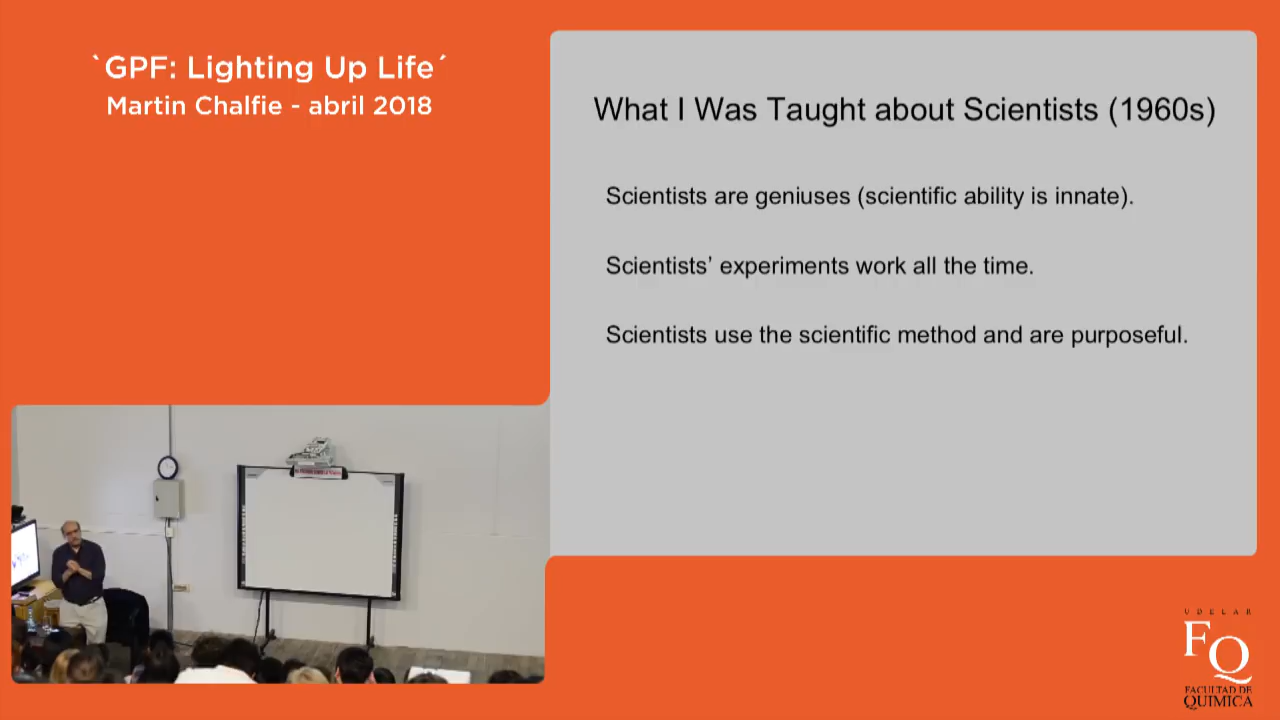 `GPF: Lighting Up Life´
Martin Chalfie - abril 2018
What I Was Taught about Scientists (1960s)
Scientists are geniuses (scientific ability is innate).
Scientists’ experiments work all the time.
Scientists use the scientific method and are purposeful.
UDELAR
FQ
FACULTAD DE
QUIMICA